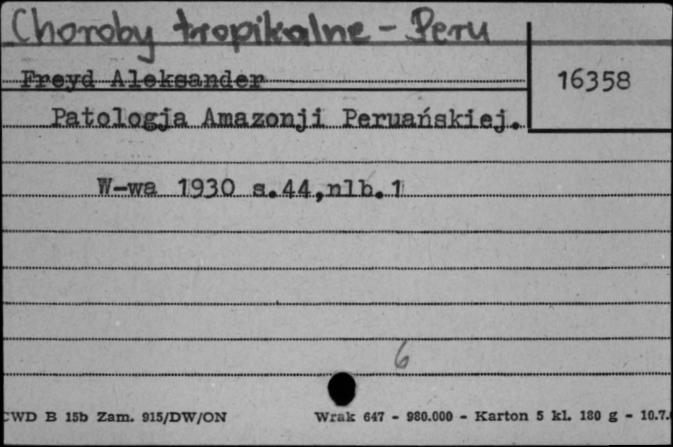 Choroby tropikalne - Peru
Freyd Aleksander
16358
Patologja Amazonji Peruańskiej.
W-wa 1930 s.44,nlb.1
6
CWD B 15b Zam. 915/DW/ON Wrak 647 - 980.000 - Karton 5 kl. 180 g - 10.7.